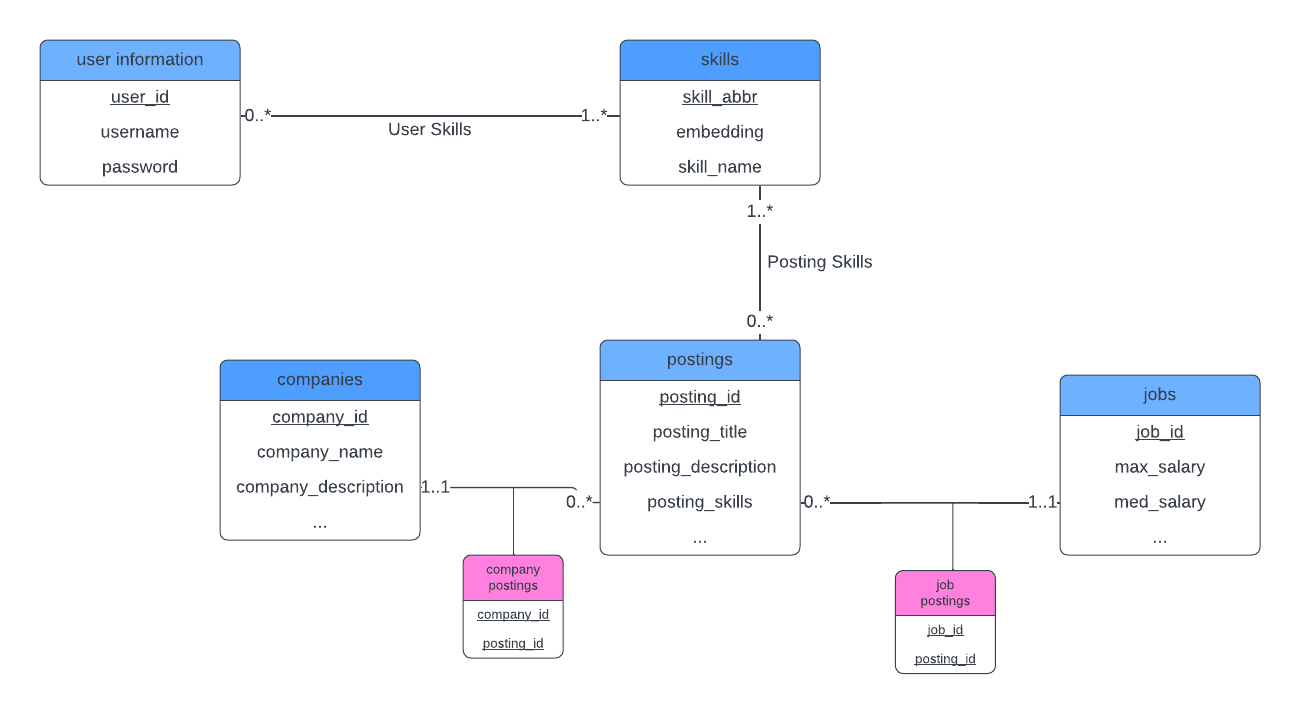 user information
user_id
username
password
0..*
User Skills
1..*
skills
skill_abbr
embedding
skill_name
1..*
Posting Skills
0..*
companies
company_id
company_name
company_description
...
1..1
0..*
company
postings
company_id
posting_id
postings
posting_id
posting_title
posting_description
posting_skills
...
0..*
1..1
job
postings
job_id
posting_id
jobs
job_id
max_salary
med_salary
...